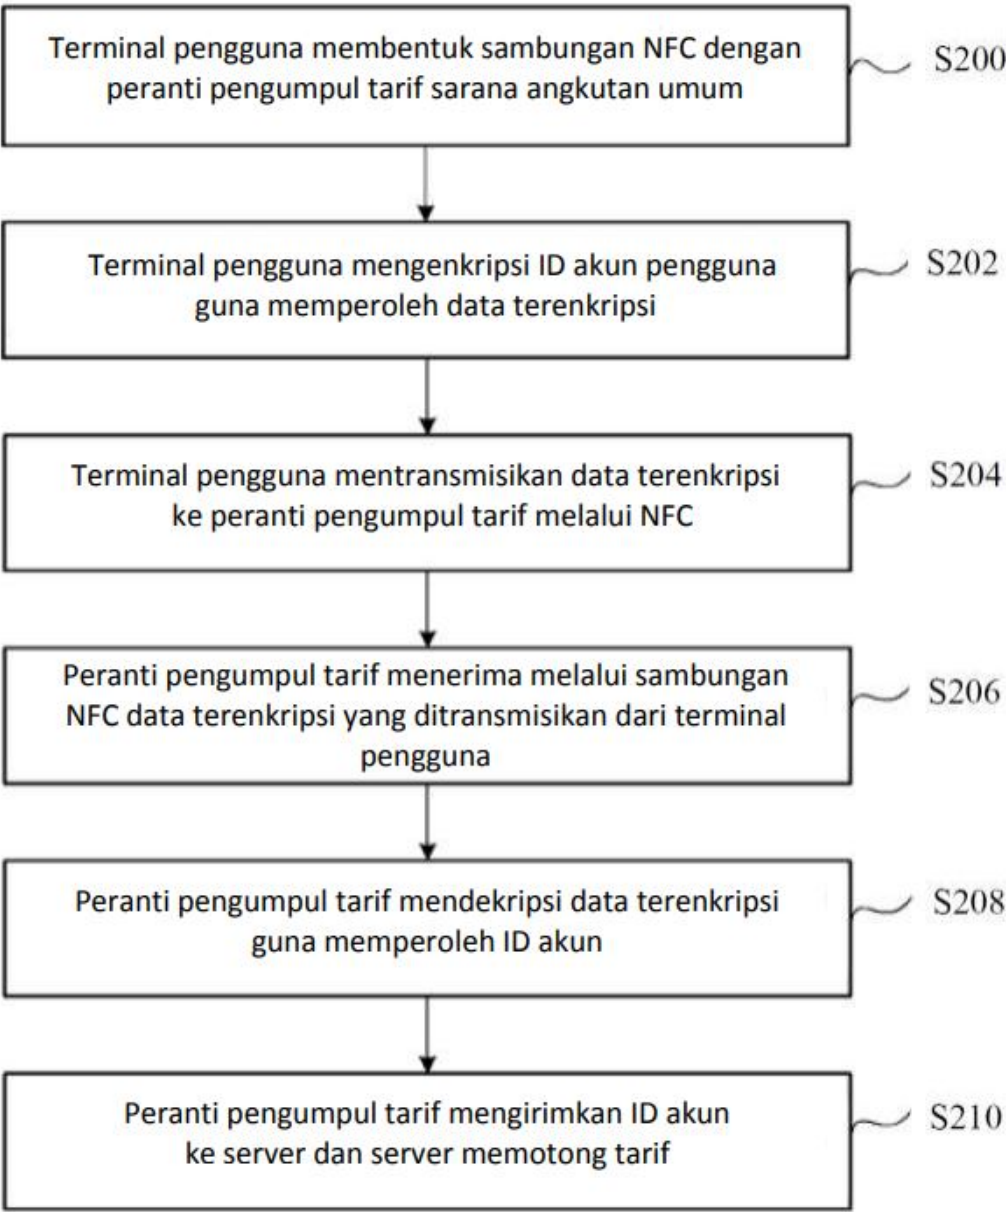 Terminal pengguna membentuk sambungan NFC dengan
peranti pengumpul tarif sarana angkutan umum
S200
Terminal pengguna mengenkripsi ID akun pengguna
guna memperoleh data terenkripsi
S202
Terminal pengguna mentransmisikan data terenkripsi
ke peranti pengumpul tarif melalui NFC
S204
Peranti pengumpul tarif menerima melalui sambungan
NFC data terenkripsi yang ditransmisikan dari terminal
pengguna
S206
Peranti pengumpul tarif mendekripsi data terenkripsi
guna memperoleh ID akun
S208
Peranti pengumpul tarif mengirimkan ID akun
ke server dan server memotong tarif
S210